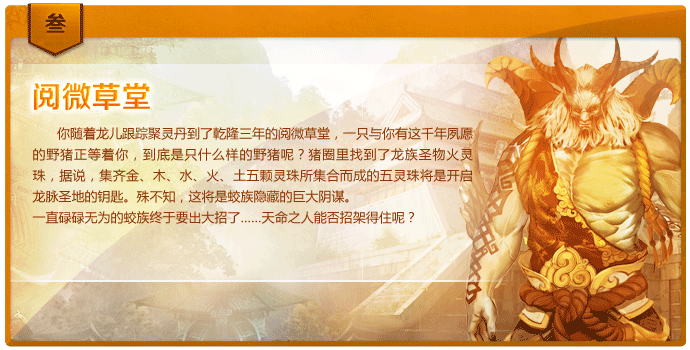 叁
阅微草堂
你随着龙儿跟踪聚灵丹到了乾隆三年的阅微草堂，一只与你有这千年夙愿
的野猪正等着你，到底是只什么样的野猪呢？猪圈里找到了龙族圣物火灵
珠，据说，集齐金、木、水、火、土五颗灵珠所集合而成的五灵珠将是开启
龙脉圣地的钥匙。殊不知，这将是蛟族隐藏的巨大阴谋。
一直碌碌无为的蛟族终于要出大招了......天命之人能否招架得住呢？